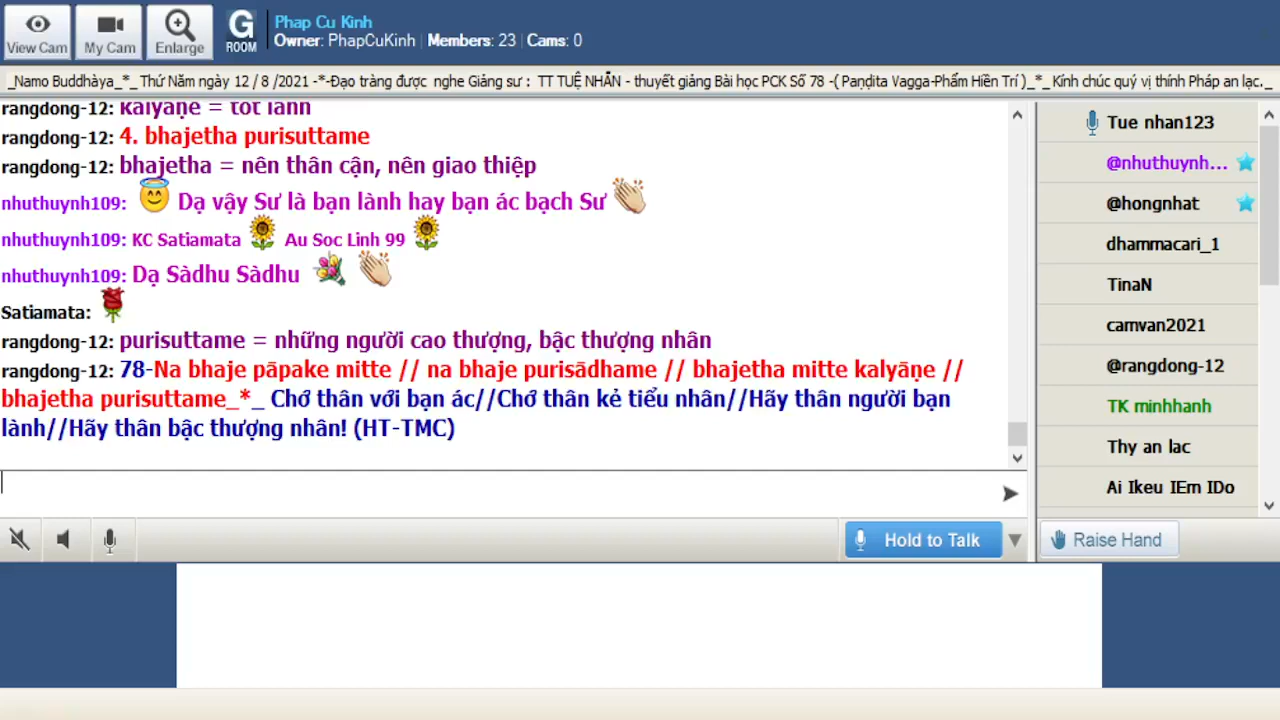 View Cam
My Cam
Enlarge
G
ROOM
Phap Cu Kinh
Owner: PhapCuKinh | Members: 23 | Cams: 0
_Namo Buddhàya_*_ Thứ Năm ngày 12 / 8 /2021 -*-Đạo tràng được nghe Giảng sư : TT TUỆ NHẪN - thuyết giảng Bài học PCK Số 78 -( Paṇḍita Vagga-Phẩm Hiền Trí )_*_ Kính chúc quý vị thính Pháp an lạc._
rangdong-12: kalyāṇe = tốt lành
rangdong-12: 4. bhajetha purisuttame
rangdong-12: bhajetha = nên thân cận, nên giao thiệp
nhuthuynh109: Dạ vậy Sư là bạn lành hay bạn ác bạch Sư
nhuthuynh109: KC Satiamata Au Soc Linh 99
nhuthuynh109: Dạ Sàdhu Sàdhu
Satiamata:
rangdong-12: purisuttame = những người cao thượng, bậc thượng nhân
rangdong-12: 78-Na bhaje pāpake mitte // na bhaje purisādhame // bhajetha mitte kalyāṇe //
bhajetha purisuttame_*_ Chớ thân với bạn ác//Chớ thân kẻ tiểu nhân//Hãy thân người bạn
lành//Hãy thân bậc thượng nhân! (HT-TMC)
Tue nhan123
@nhuthuynh...
@hongnhat
dhammacari_1
TinaN
camvan2021
@rangdong-12
TK minhhanh
Thy an lac
Ai Ikeu IEm IDo
Hold to Talk
Raise Hand